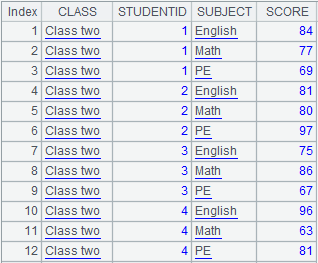 Index CLASS STUDENTID SUBJECT SCORE
1 Class two 1 English 84
2 Class two 1 Math 77
3 Class two 1 PE 69
4 Class two 2 English 81
5 Class two 2 Math 80
6 Class two 2 PE 97
7 Class two 3 English 75
8 Class two 3 Math 86
9 Class two 3 PE 67
10 Class two 4 English 96
11 Class two 4 Math 63
12 Class two 4 PE 81